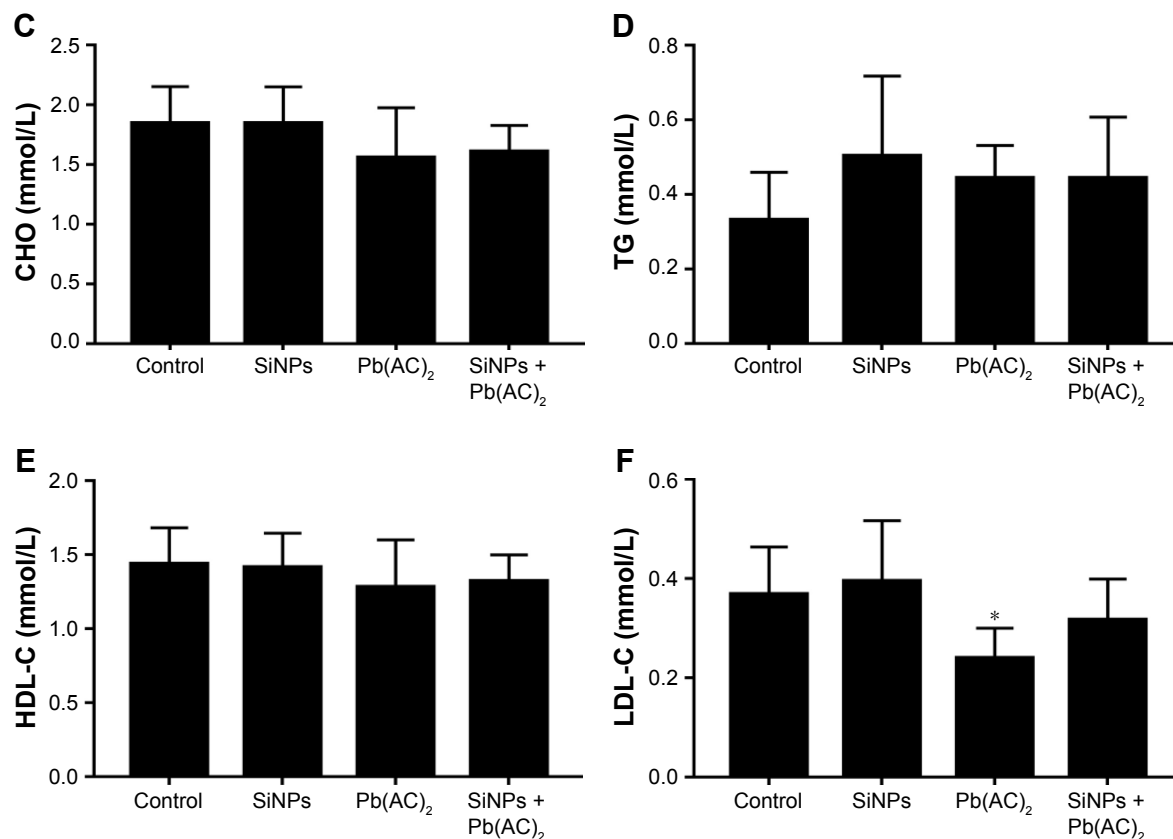 C
CHO (mmol/L)
2.5
2.0
1.5
1.0
0.5
0.0
Control
SiNPs
Pb(AC)₂
SiNPs +
Pb(AC)₂
D
TG (mmol/L)
0.8
0.6
0.4
0.2
0.0
Control
SiNPs
Pb(AC)₂
SiNPs +
Pb(AC)₂
E
HDL-C (mmol/L)
2.0
1.5
1.0
0.5
0.0
Control
SiNPs
Pb(AC)₂
SiNPs +
Pb(AC)₂
F
LDL-C (mmol/L)
0.6
0.4
0.2
0.0
*
Control
SiNPs
Pb(AC)₂
SiNPs +
Pb(AC)₂